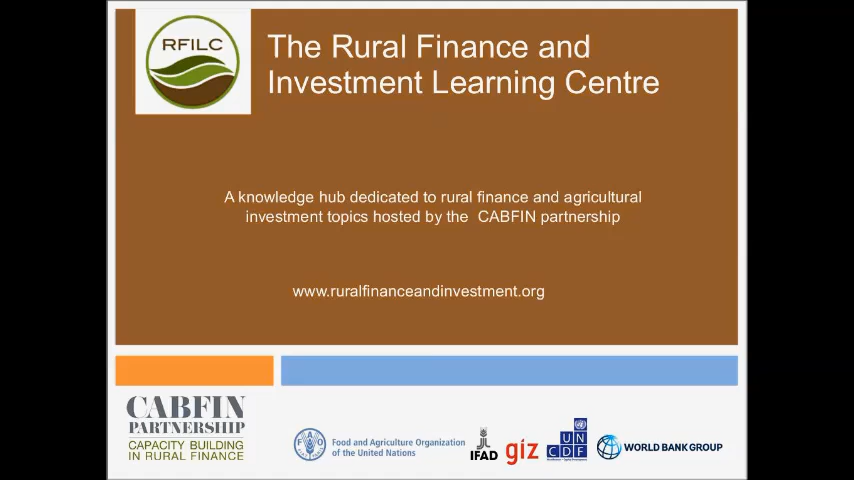 RFILC
The Rural Finance and
Investment Learning Centre
A knowledge hub dedicated to rural finance and agricultural
investment topics hosted by the CABFIN partnership
www.ruralfinanceandinvestment.org
CABFIN
PARTNERSHIP
CAPACITY BUILDING
IN RURAL FINANCE
FAO
Food and Agriculture Organization
of the United Nations
IFAD
giz
UN
CDF
WORLD BANK GROUP